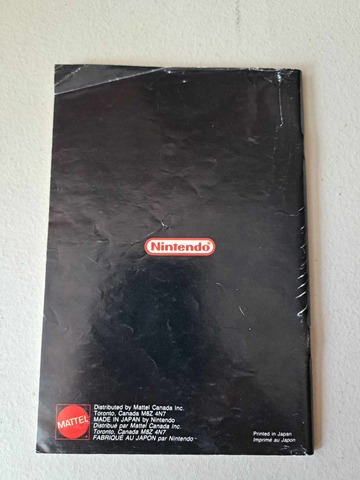 Nintendo®
MATTEL
Distributed by Mattel Canada Inc.
Toronto, Canada M8Z 4N7
MADE IN JAPAN by Nintendo
Distribué par Mattel Canada Inc.
Toronto, Canada M8Z 4N7
FABRIQUÉ AU JAPON par Nintendo
Printed in Japan
Imprimé au Japon